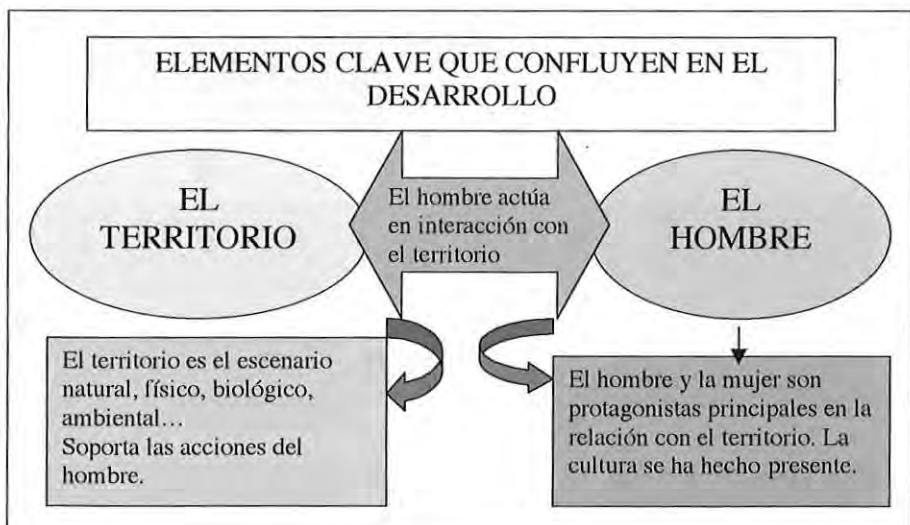 ELEMENTOS CLAVE QUE CONFLUYEN EN EL
DESARROLLO
EL
TERRITORIO
El hombre actúa
en interacción con
el territorio
EL
HOMBRE
El territorio es el escenario
natural, físico, biológico,
ambiental…
Soporta las acciones del
hombre.
El hombre y la mujer son
protagonistas principales en la
relación con el territorio. La
cultura se ha hecho presente.